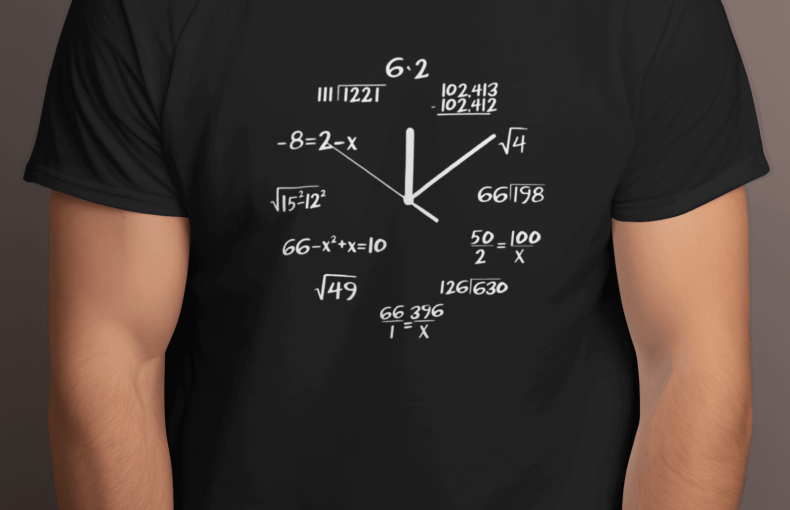 6·2
111⟌1221
102,413
-102,412
-8=2-x
√4
√15²-12²
66⟌198
66-x²+x=10
50/2=100/x
√49
126⟌630
66/1=396/x